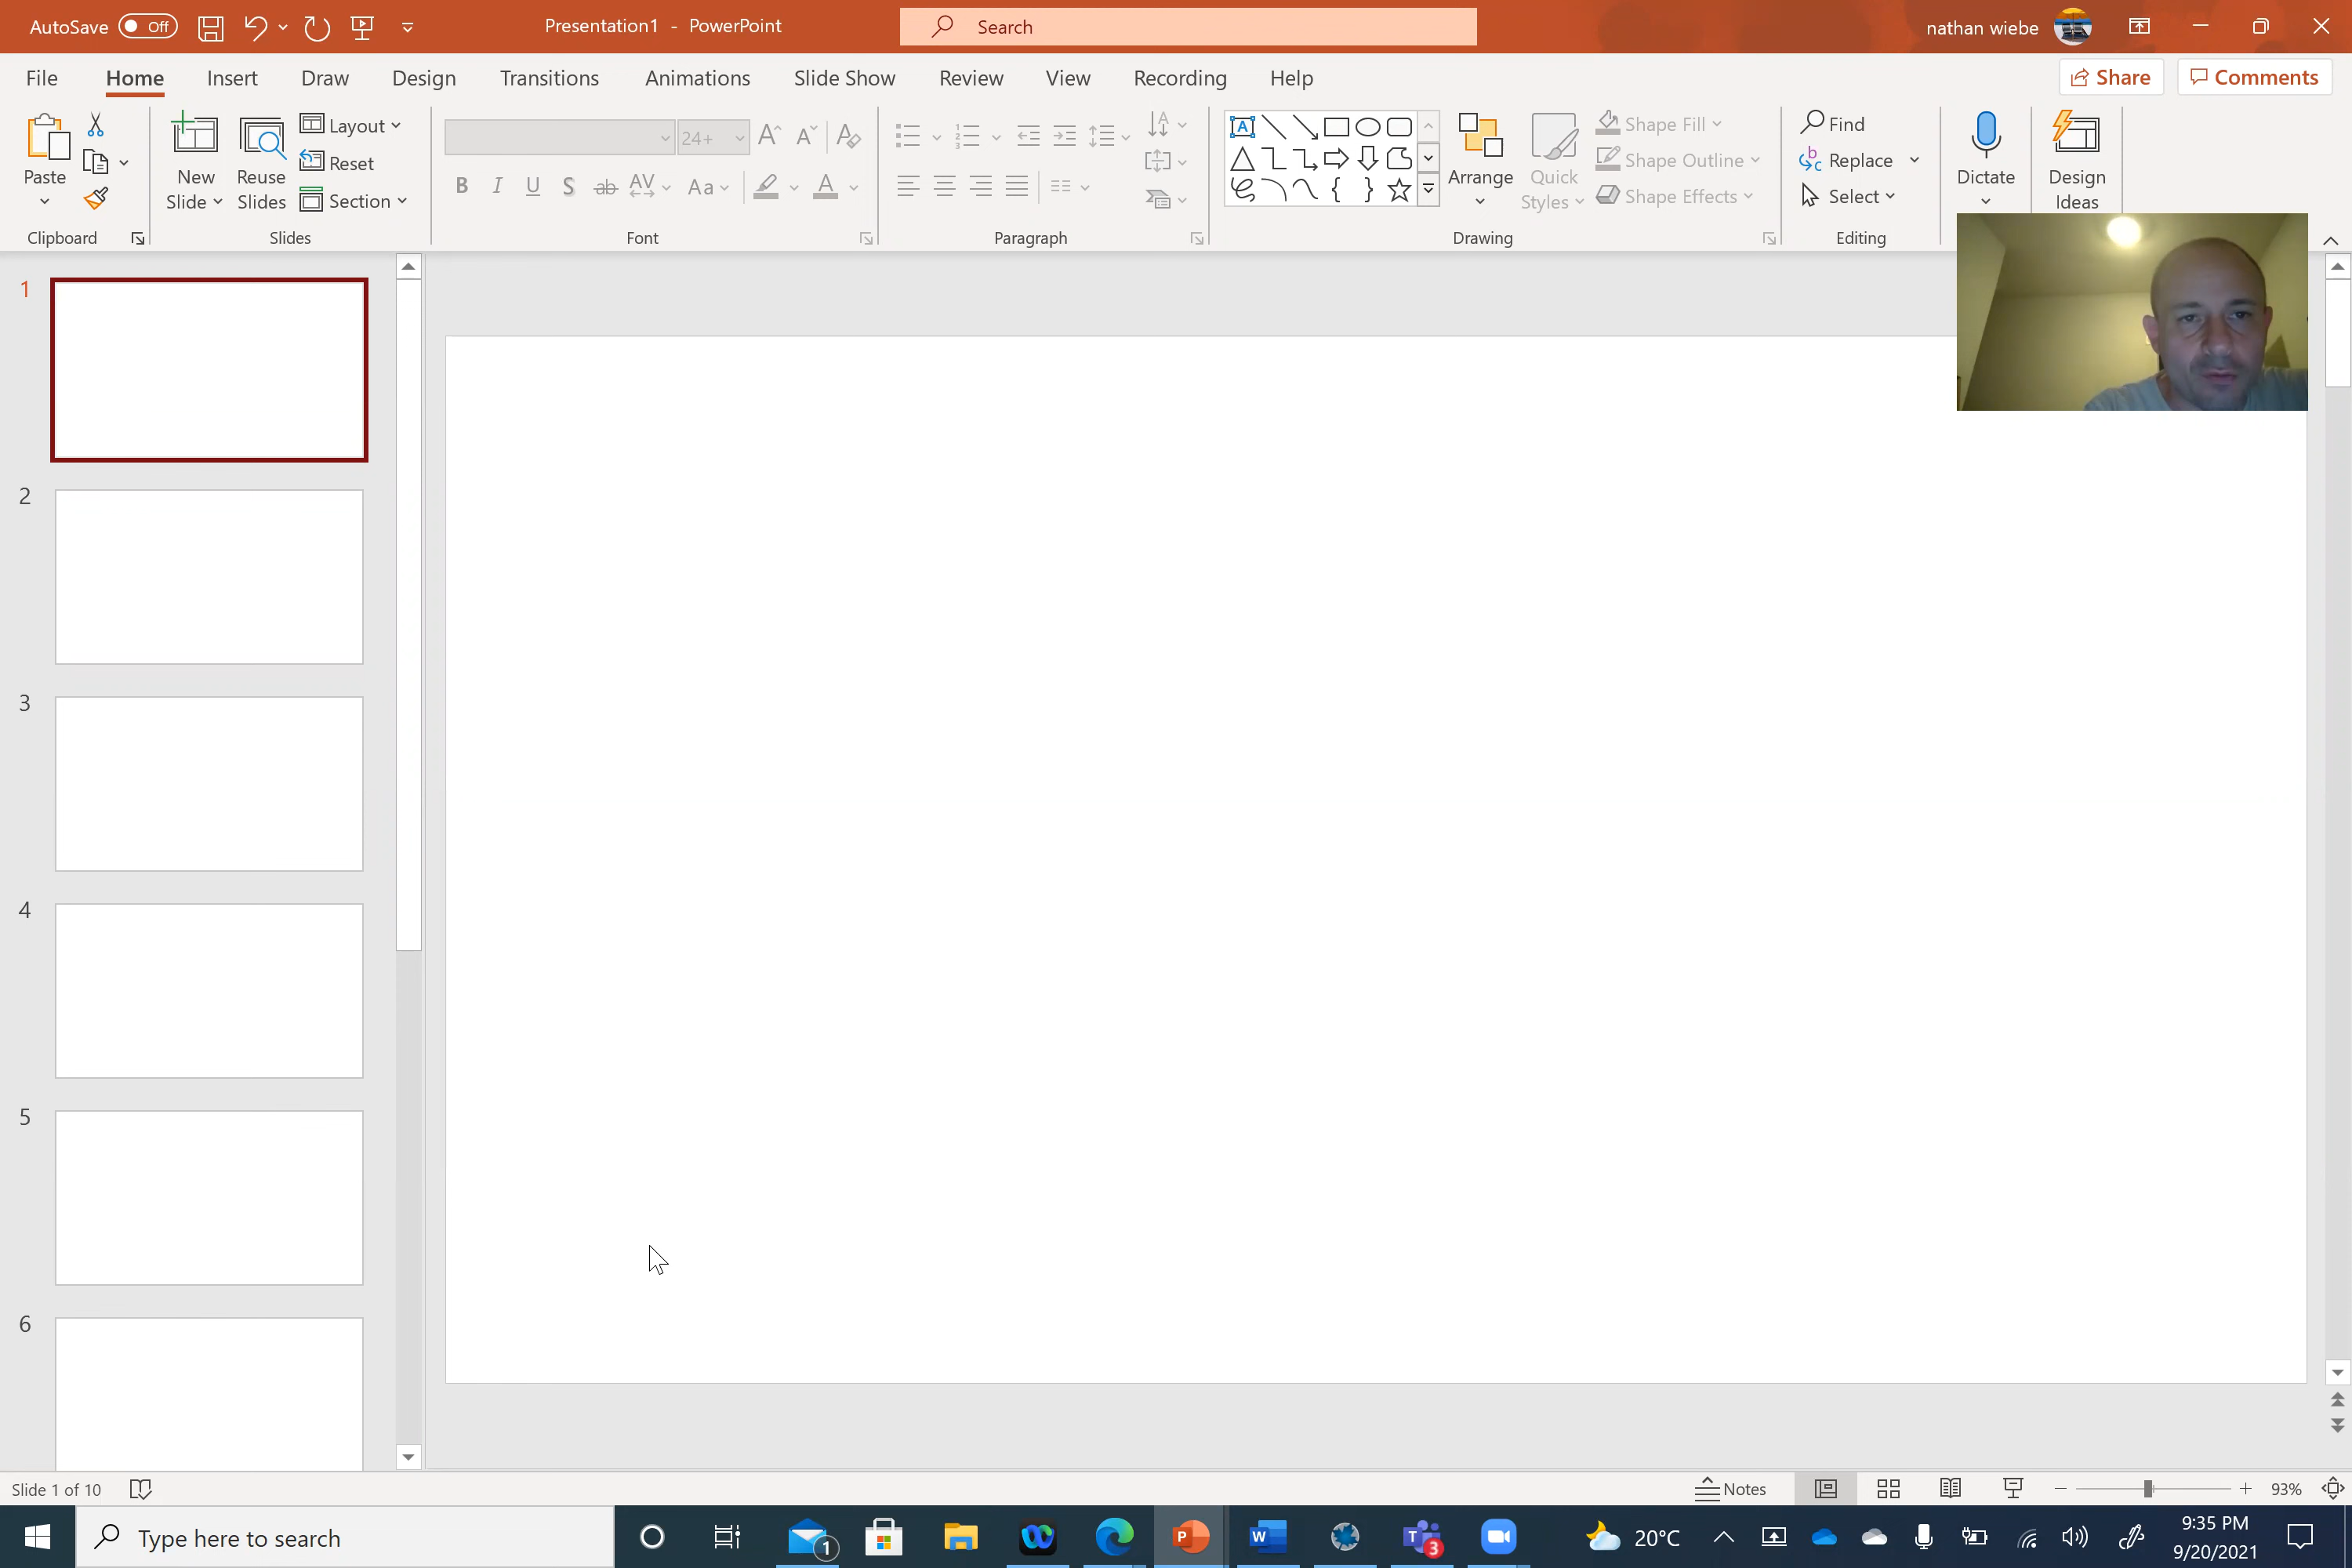 AutoSave Off Presentation1 - PowerPoint Search nathan wiebe
File Home Insert Draw Design Transitions Animations Slide Show Review View Recording Help Share Comments
Paste
New Slide
Reuse Slides
Layout
Reset
Section
24+
B I U S ab AV Aa A
Arrange
Quick Styles
Shape Fill
Shape Outline
Shape Effects
Find
Replace
Select
Dictate
Design Ideas
Clipboard Slides Font Paragraph Drawing Editing
1
2
3
4
5
6
Slide 1 of 10 Notes 93%
Type here to search 1 3 20°C 9:35 PM
9/20/2021